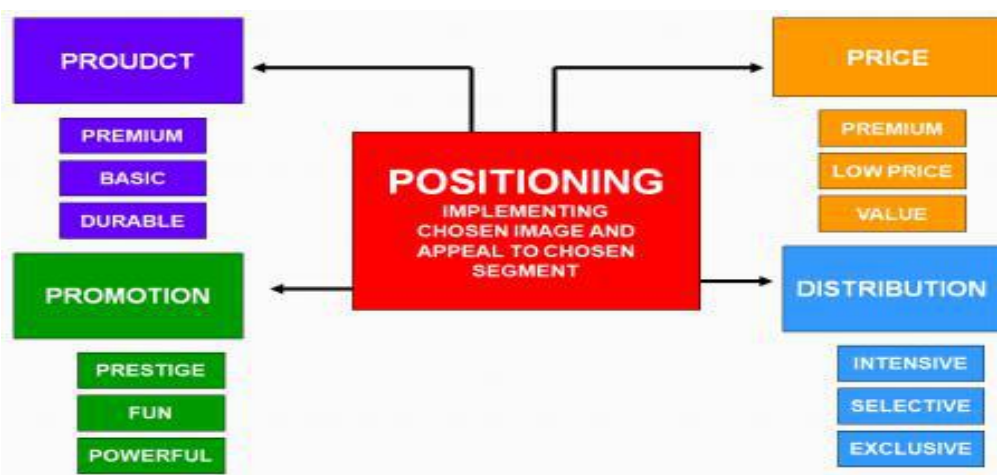 PROUDCT
PREMIUM
BASIC
DURABLE
PROMOTION
PRESTIGE
FUN
POWERFUL
POSITIONING
IMPLEMENTING
CHOSEN IMAGE AND
APPEAL TO CHOSEN
SEGMENT
PRICE
PREMIUM
LOW PRICE
VALUE
DISTRIBUTION
INTENSIVE
SELECTIVE
EXCLUSIVE